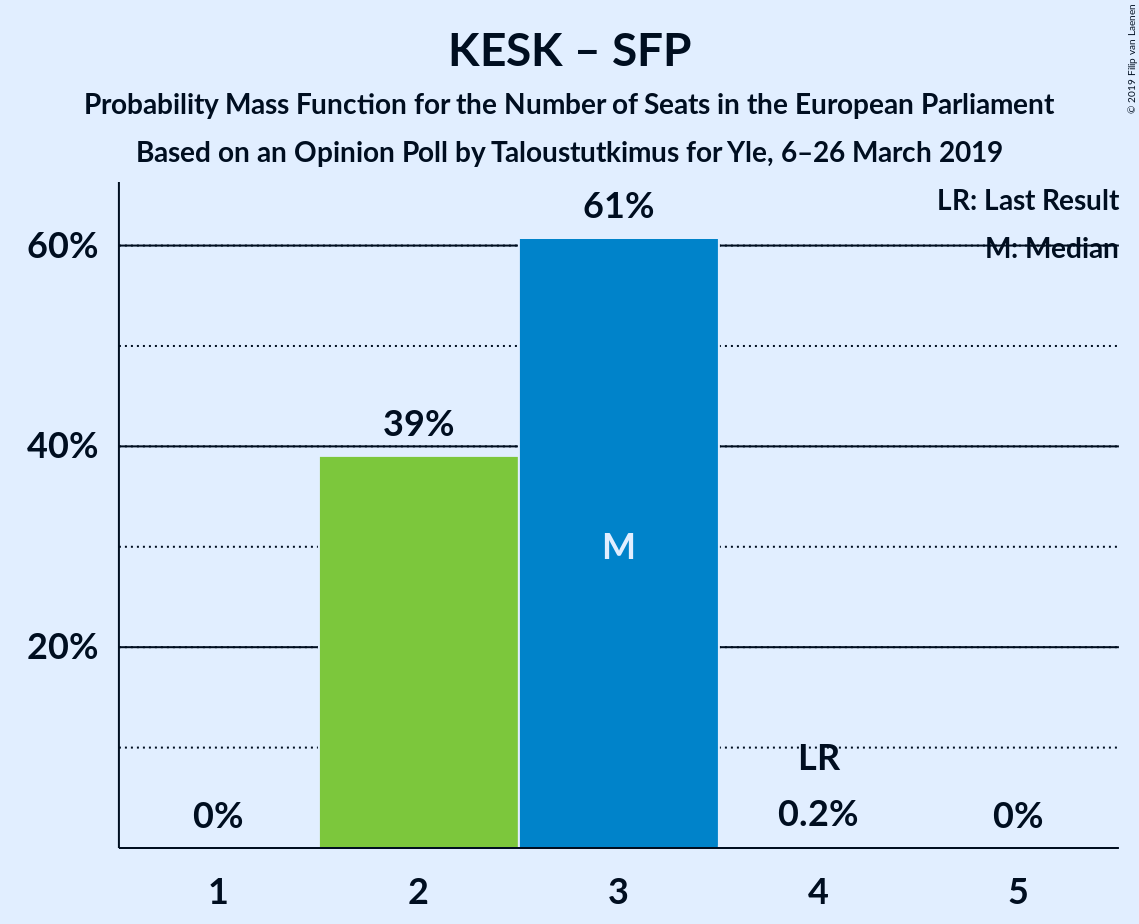 KESK – SFP
Probability Mass Function for the Number of Seats in the European Parliament
Based on an Opinion Poll by Taloustutkimus for Yle, 6–26 March 2019
© 2019 Filip van Laenen
LR: Last Result
M: Median
61%
60%
39%
40%
M
20%
LR
0%
0.2%
0%
1
2
3
4
5